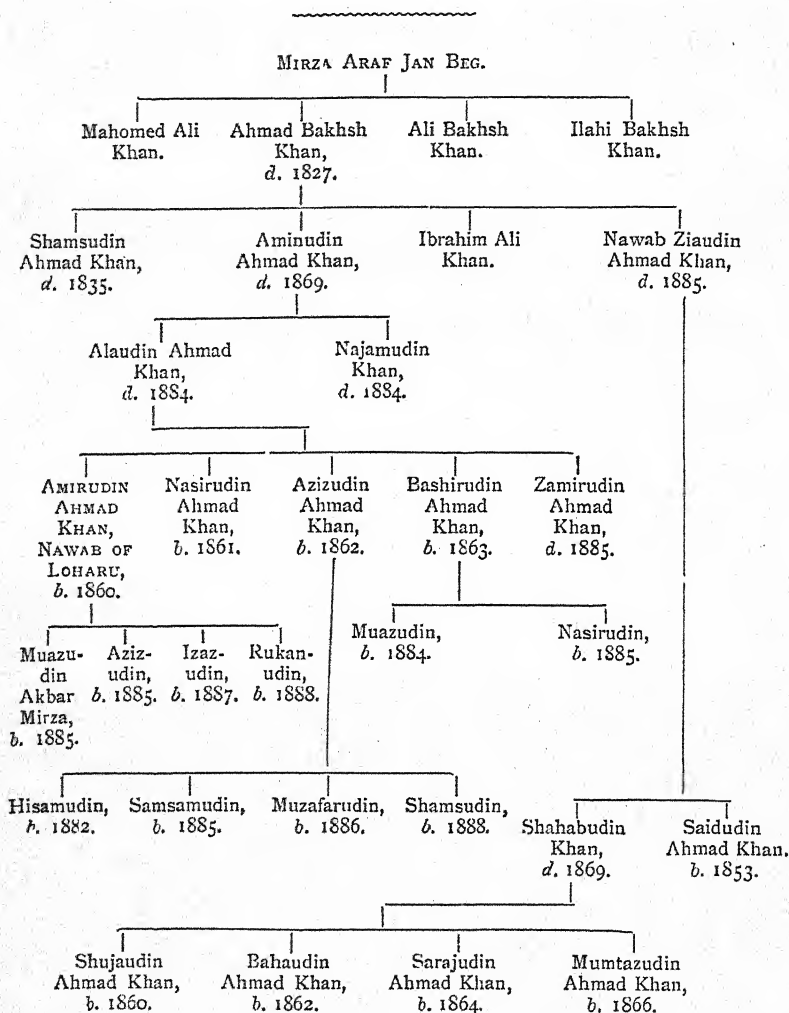 MIRZA ARAF JAN BEG.
Mahomed Ali
Khan.
Ahmad Bakhsh
Khan,
d. 1827.
Ali Bakhsh
Khan.
Ilahi Bakhsh
Khan.
Shamsudin
Ahmad Khan,
d. 1835.
Aminudin
Ahmad Khan,
d. 1869.
Ibrahim Ali
Khan.
Nawab Ziaudin
Ahmad Khan,
d. 1885.
Alaudin Ahmad
Khan,
d. 1884.
Najamudin
Khan,
d. 1884.
AMIRUDIN
AHMAD
KHAN,
NAWAB OF
LOHARU,
b. 1860.
Nasirudin
Ahmad
Khan,
b. 1861.
Azizudin
Ahmad
Khan,
b. 1862.
Bashirudin
Ahmad
Khan,
b. 1863.
Zamirudin
Ahmad
Khan,
d. 1885.
Muazu-
din
Akbar
Mirza,
b. 1885.
Aziz-
udin,
b. 1885.
Izaz-
udin,
b. 1887.
Rukan-
udin,
b. 1888.
Muazudin,
b. 1884.
Nasirudin,
b. 1885.
Hisamudin,
b. 1882.
Samsamudin,
b. 1885.
Muzafarudin,
b. 1886.
Shamsudin,
b. 1888.
Shahabudin
Khan,
d. 1869.
Saidudin
Ahmad Khan.
b. 1853.
Shujaudin
Ahmad Khan,
b. 1860.
Bahaudin
Ahmad Khan,
b. 1862.
Sarajudin
Ahmad Khan,
b. 1864.
Mumtazudin
Ahmad Khan,
b. 1866.